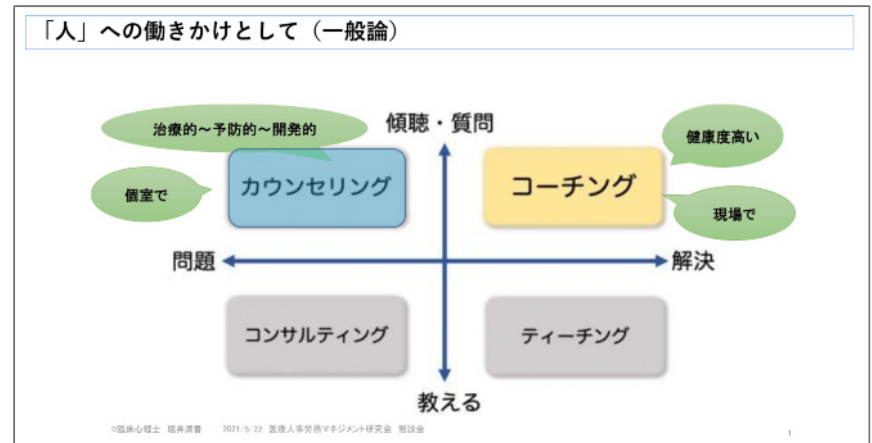 「人」への働きかけとして（一般論）
治療的～予防的～開発的
傾聴・質問
健康度高い
個室で
カウンセリング
コーチング
現場で
問題
解決
コンサルティング
ティーチング
教える
©臨床心理士 堀井清香 2021/5/22 医療人事労務マネジメント研究会 懇談会
1